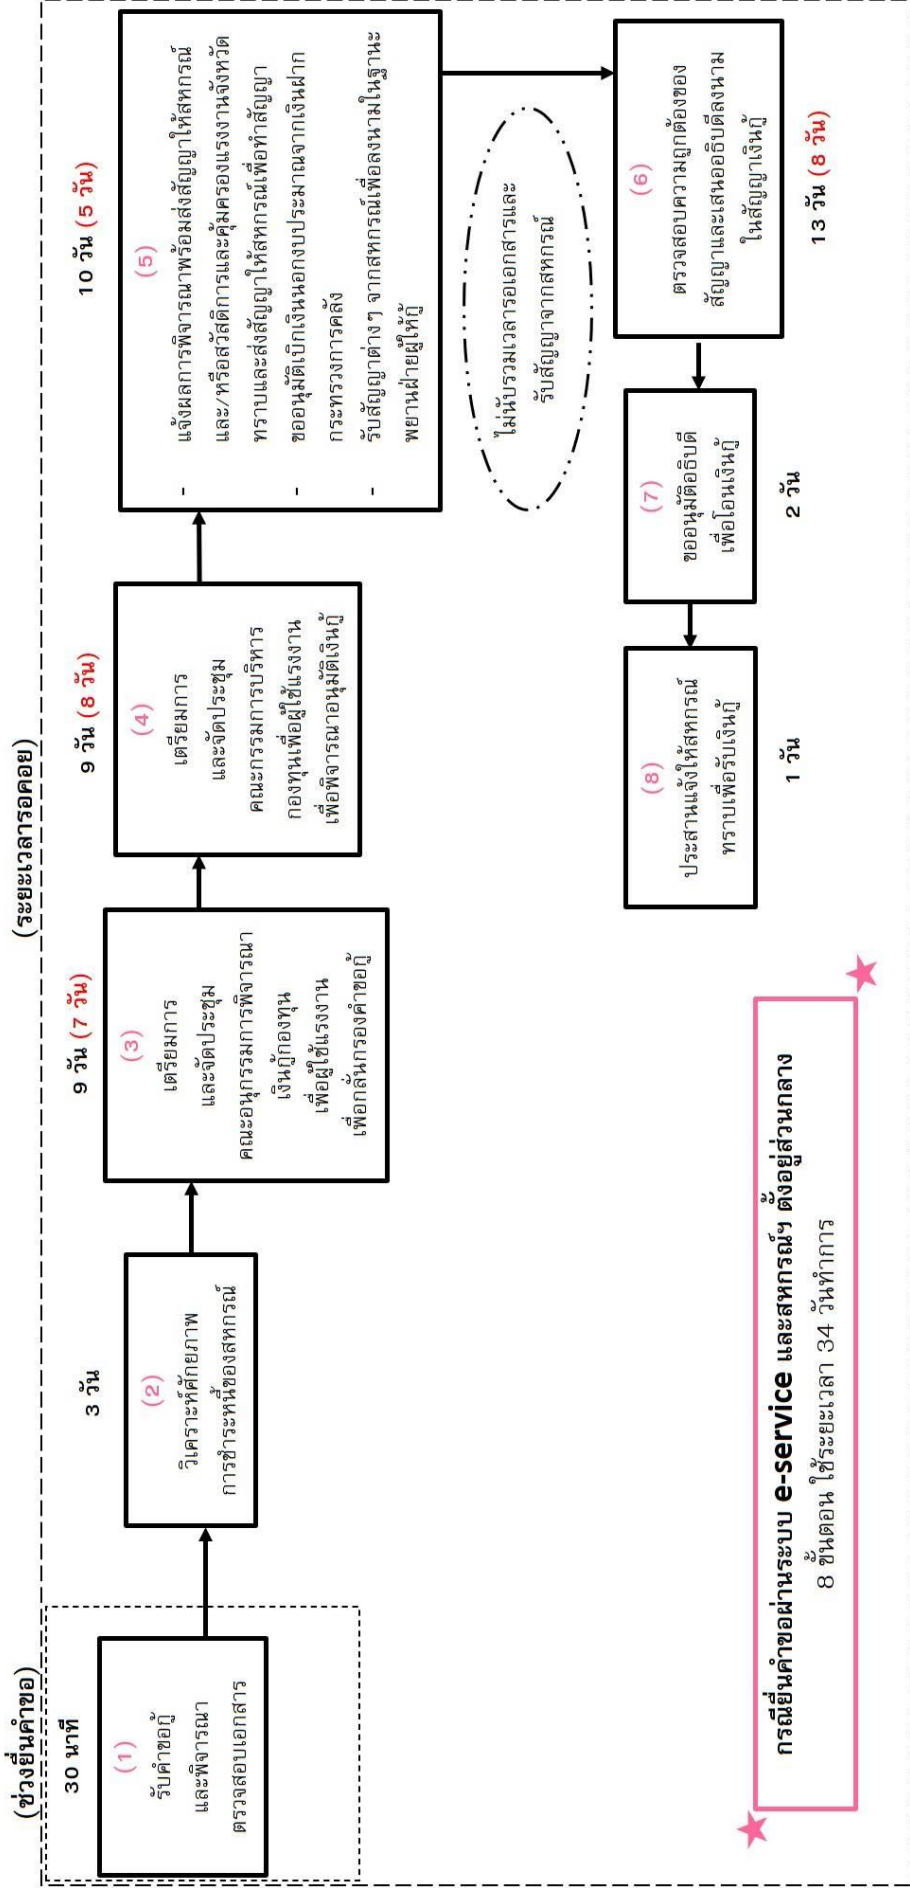 (ช่วงยื่นคำขอ)
(ระยะเวลารอคอย)
30 นาที
(1)
รับคำขอกู้
และพิจารณา
ตรวจสอบเอกสาร
3 วัน
(2)
วิเคราะห์ศักยภาพ
การชำระหนี้ของสหกรณ์
9 วัน (7 วัน)
(3)
เตรียมการ
และจัดประชุม
คณะอนุกรรมการพิจารณา
เงินกู้กองทุน
เพื่อผู้ใช้แรงงาน
เพื่อกลั่นกรองคำขอกู้
9 วัน (8 วัน)
(4)
เตรียมการ
และจัดประชุม
คณะกรรมการบริหาร
กองทุนเพื่อผู้ใช้แรงงาน
เพื่อพิจารณาอนุมัติเงินกู้
10 วัน (5 วัน)
(5)
- แจ้งผลการพิจารณาพร้อมส่งสัญญาให้สหกรณ์
และ/หรือสวัสดิการและคุ้มครองแรงงานจังหวัด
ทราบและส่งสัญญาให้สหกรณ์เพื่อทำสัญญา
- ขออนุมัติเบิกเงินนอกงบประมาณจากเงินฝาก
กระทรวงการคลัง
- รับสัญญาต่างๆ จากสหกรณ์เพื่อลงนามในฐานะ
พยานฝ่ายผู้ให้กู้
ไม่นับรวมเวลารอเอกสารและ
รับสัญญาจากสหกรณ์
(6)
ตรวจสอบความถูกต้องของ
สัญญาและเสนออธิบดีลงนาม
ในสัญญาเงินกู้
13 วัน (8 วัน)
(7)
ขออนุมัติอธิบดี
เพื่อโอนเงินกู้
2 วัน
(8)
ประสานแจ้งให้สหกรณ์
ทราบเพื่อรับเงินกู้
1 วัน
กรณียื่นคำขอผ่านระบบ e-service และสหกรณ์ฯ ตั้งอยู่ส่วนกลาง
8 ขั้นตอน ใช้ระยะเวลา 34 วันทำการ